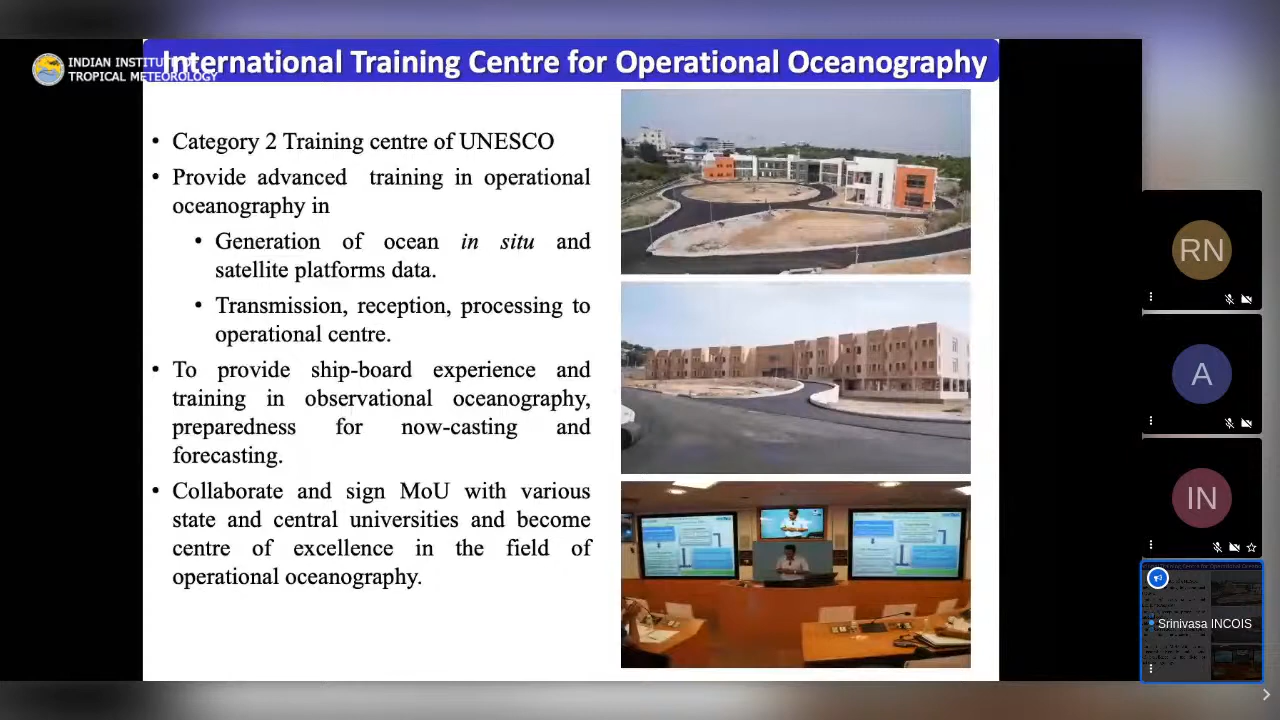 INDIAN INSTITUTE OF
TROPICAL METEOROLOGY
International Training Centre for Operational Oceanography
• Category 2 Training centre of UNESCO
• Provide advanced training in operational
oceanography in
• Generation of ocean in situ and
satellite platforms data.
• Transmission, reception, processing to
operational centre.
• To provide ship-board experience and
training in observational oceanography,
preparedness for now-casting and
forecasting.
• Collaborate and sign MoU with various
state and central universities and become
centre of excellence in the field of
operational oceanography.
RN
A
IN
Srinivasa INCOIS